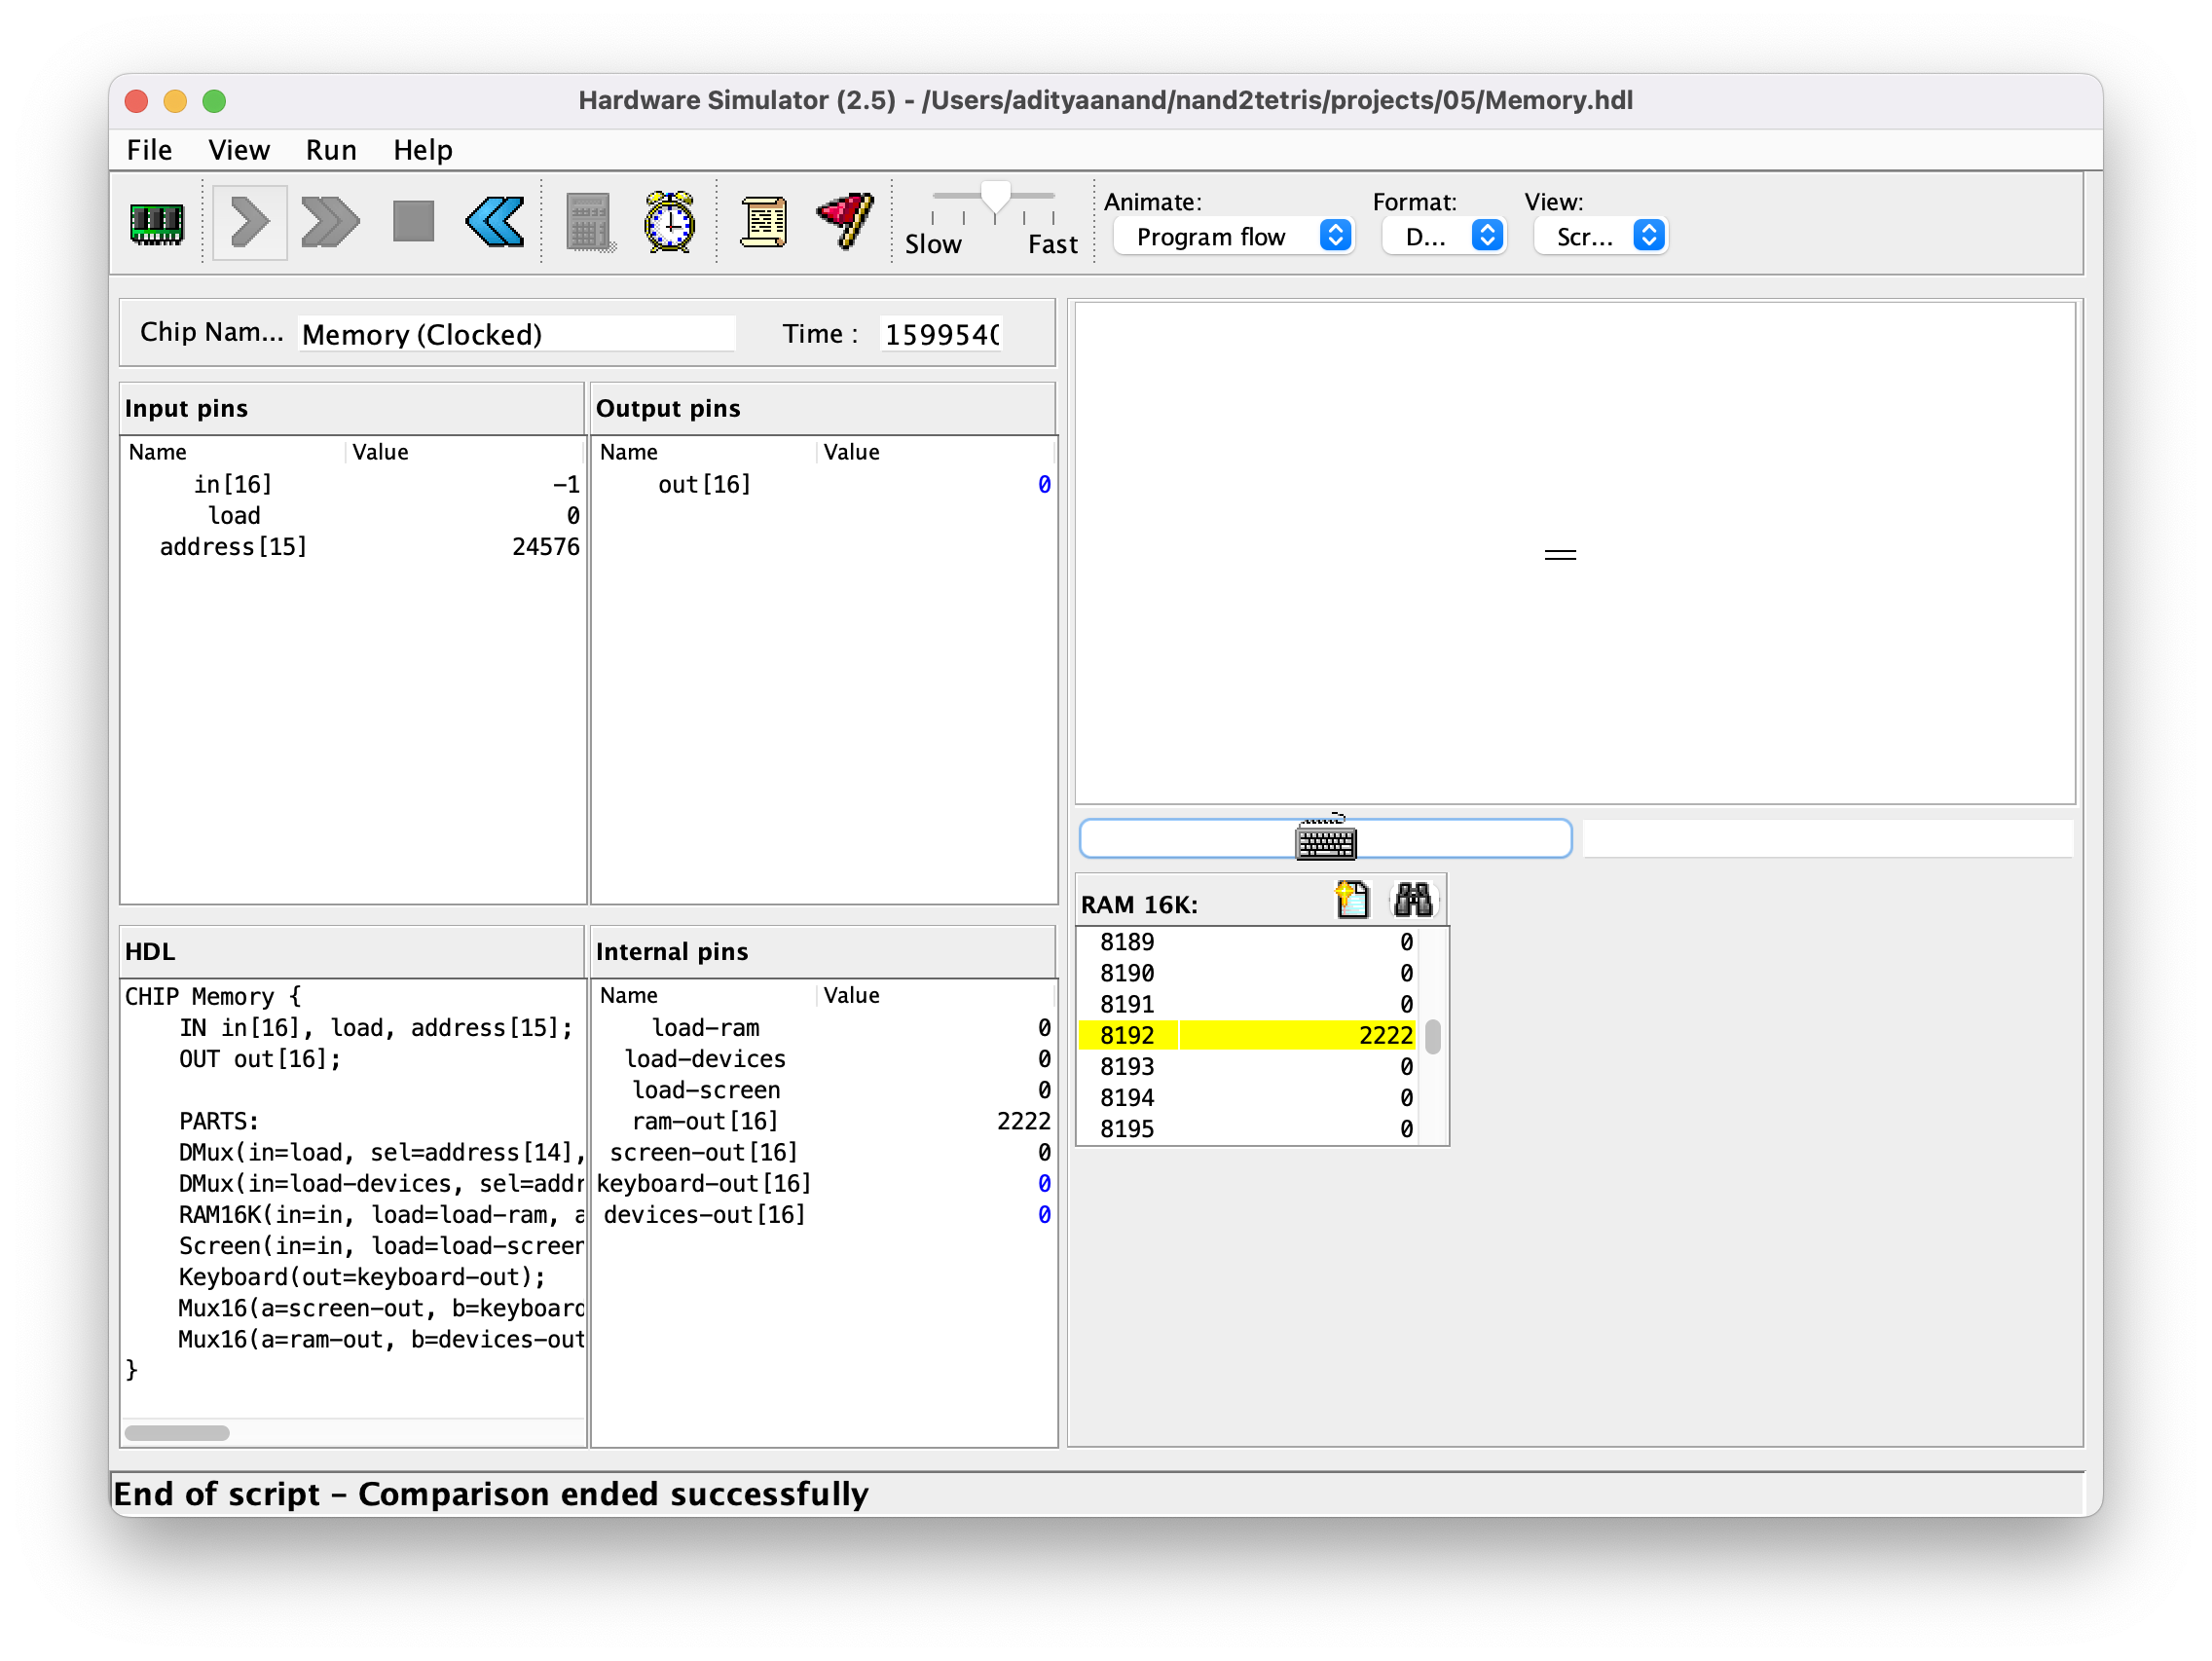 Hardware Simulator (2.5) - /Users/adityaanand/nand2tetris/projects/05/Memory.hdl
File View Run Help
Animate: Format: View:
Slow Fast Program flow D... Scr...
Chip Nam... Memory (Clocked) Time : 1599540
Input pins
Name Value
in[16] -1
load 0
address[15] 24576
Output pins
Name Value
out[16] 0
HDL
CHIP Memory {
IN in[16], load, address[15];
OUT out[16];
PARTS:
DMux(in=load, sel=address[14],
DMux(in=load-devices, sel=addr
RAM16K(in=in, load=load-ram, a
Screen(in=in, load=load-screen
Keyboard(out=keyboard-out);
Mux16(a=screen-out, b=keyboard
Mux16(a=ram-out, b=devices-out
}
Internal pins
Name Value
load-ram 0
load-devices 0
load-screen 0
ram-out[16] 2222
screen-out[16] 0
keyboard-out[16] 0
devices-out[16] 0
RAM 16K:
8189 0
8190 0
8191 0
8192 2222
8193 0
8194 0
8195 0
End of script - Comparison ended successfully